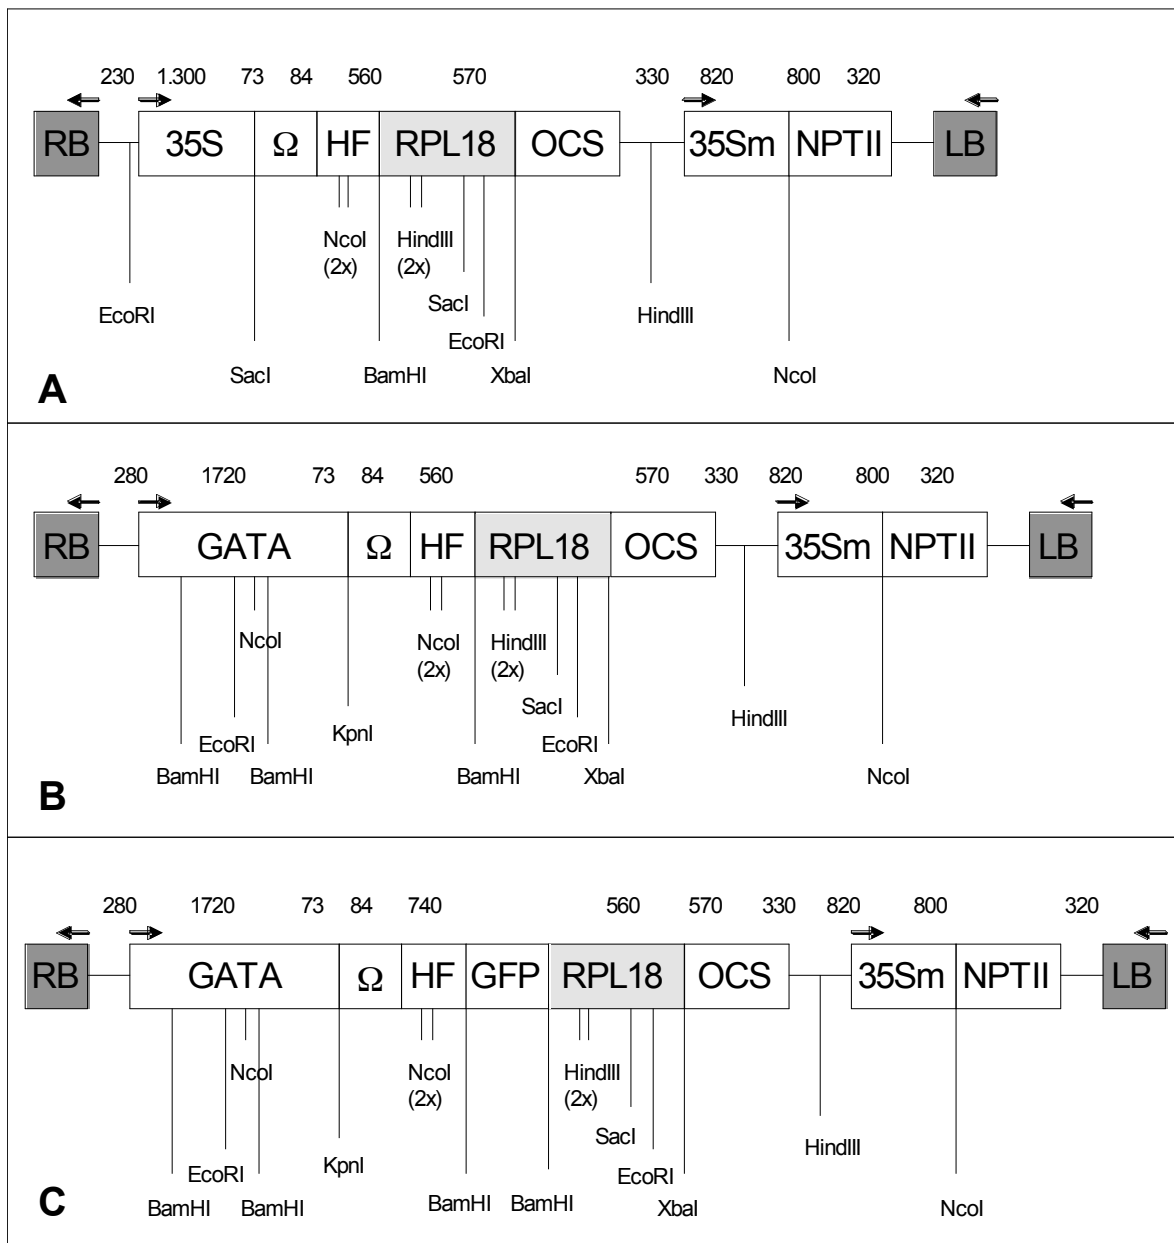 230 1.300 73 84 560 570 330 820 800 320
RB 35S Ω HF RPL18 OCS 35Sm NPTII LB
NcoI HindIII
(2x) (2x)
SacI
EcoRI HindIII
EcoRI
SacI BamHI XbaI NcoI
A
280 1720 73 84 560 570 330 820 800 320
RB GATA Ω HF RPL18 OCS 35Sm NPTII LB
NcoI NcoI HindIII
(2x) (2x)
SacI HindIII
KpnI
EcoRI EcoRI
BamHI BamHI BamHI XbaI NcoI
B
280 1720 73 84 740 560 570 330 820 800 320
RB GATA Ω HF GFP RPL18 OCS 35Sm NPTII LB
NcoI NcoI HindIII
(2x) (2x)
SacI HindIII
KpnI
EcoRI EcoRI
BamHI BamHI BamHI BamHI XbaI NcoI
C